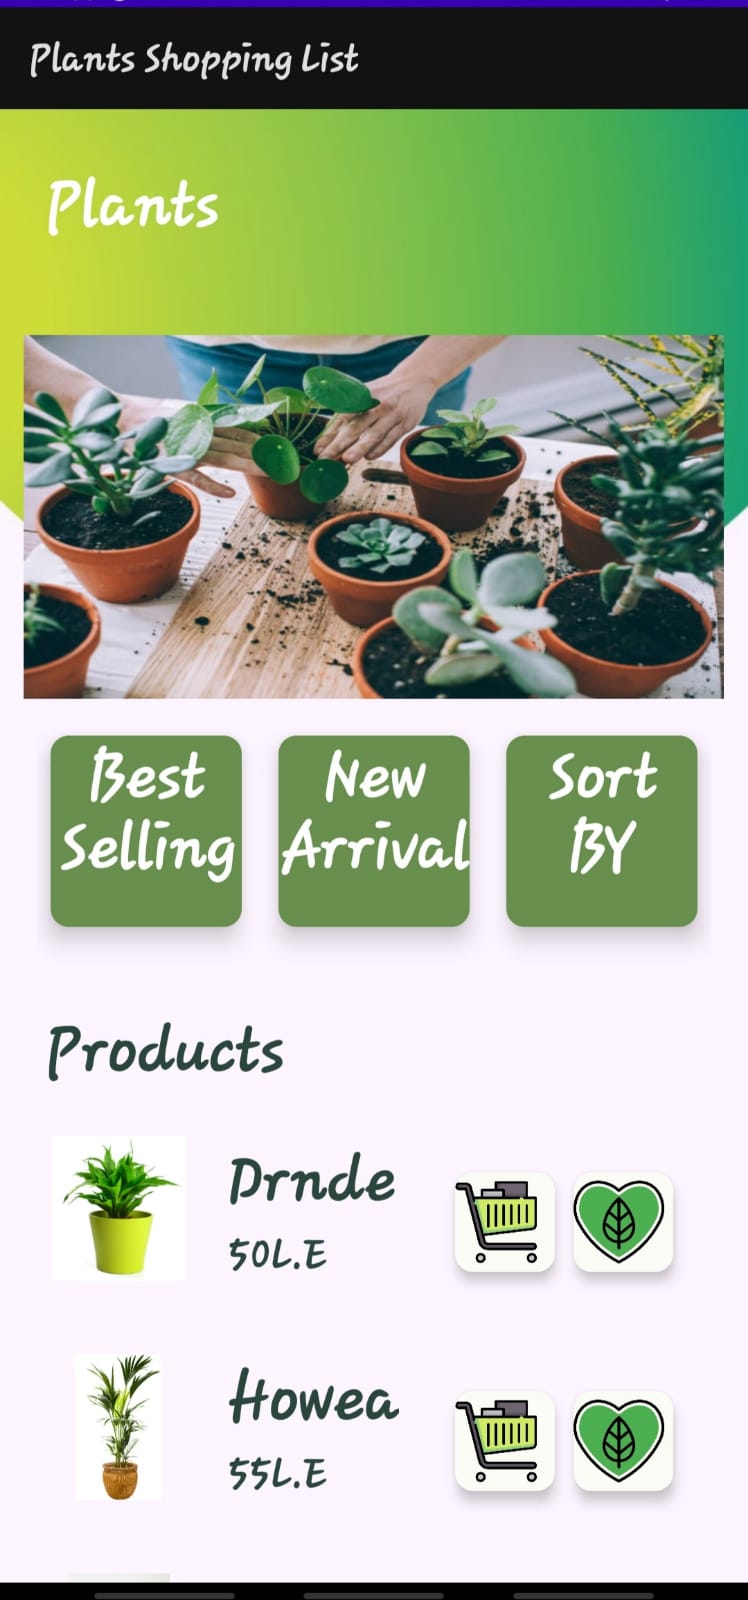 Plants Shopping List
Plants
Best
Selling
New
Arrival
Sort
BY
Products
Drnde
50L.E
Howea
55L.E